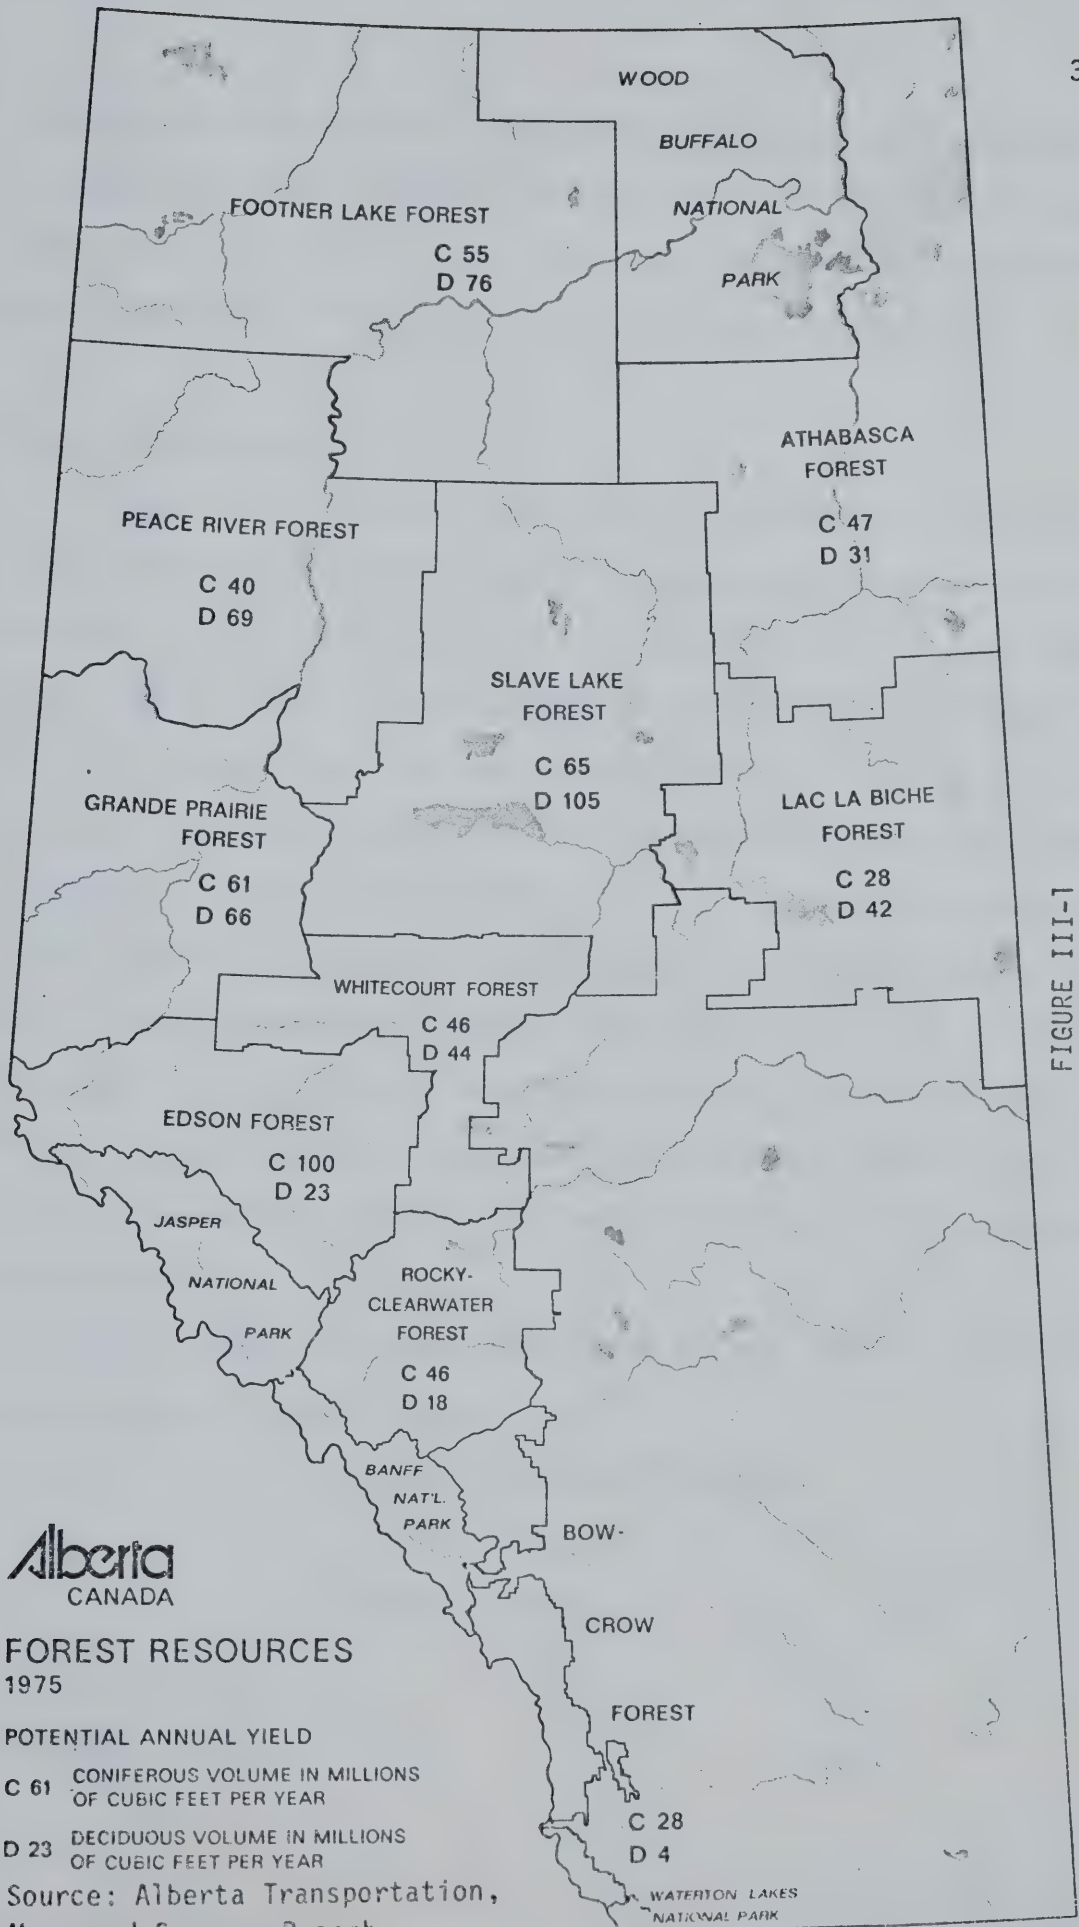 3
WOOD
BUFFALO
NATIONAL
PARK
FOOTNER LAKE FOREST
C 55
D 76
ATHABASCA
FOREST
C 47
D 31
PEACE RIVER FOREST
C 40
D 69
SLAVE LAKE
FOREST
C 65
D 105
GRANDE PRAIRIE
FOREST
C 61
D 66
LAC LA BICHE
FOREST
C 28
D 42
WHITECOURT FOREST
C 46
D 44
EDSON FOREST
C 100
D 23
JASPER
NATIONAL
PARK
ROCKY-
CLEARWATER
FOREST
C 46
D 18
BANFF
NAT'L.
PARK
BOW-
CROW
FOREST
C 28
D 4
WATERTON LAKES
NATIONAL PARK
FIGURE III-1
Alberta
CANADA
FOREST RESOURCES
1975
POTENTIAL ANNUAL YIELD
C 61 CONIFEROUS VOLUME IN MILLIONS
OF CUBIC FEET PER YEAR
D 23 DECIDUOUS VOLUME IN MILLIONS
OF CUBIC FEET PER YEAR
Source: Alberta Transportation,